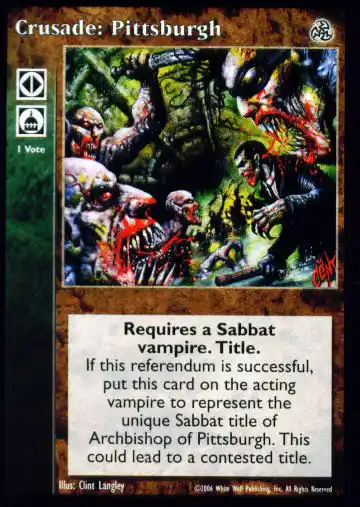 Crusade: Pittsburgh
1 Vote
Requires a Sabbat
vampire. Title.
If this referendum is successful,
put this card on the acting
vampire to represent the
unique Sabbat title of
Archbishop of Pittsburgh. This
could lead to a contested title.
Illus: Clint Langley
©2006 White Wolf Publishing, Inc. All Rights Reserved